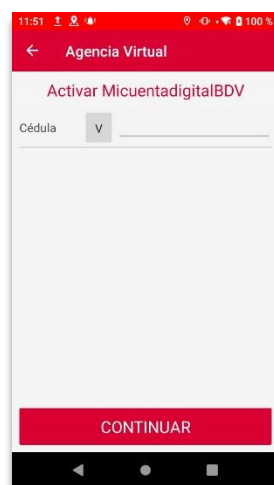 11:51 100 %
Agencia Virtual
Activar MicuentadigitalBDV
Cédula V
CONTINUAR